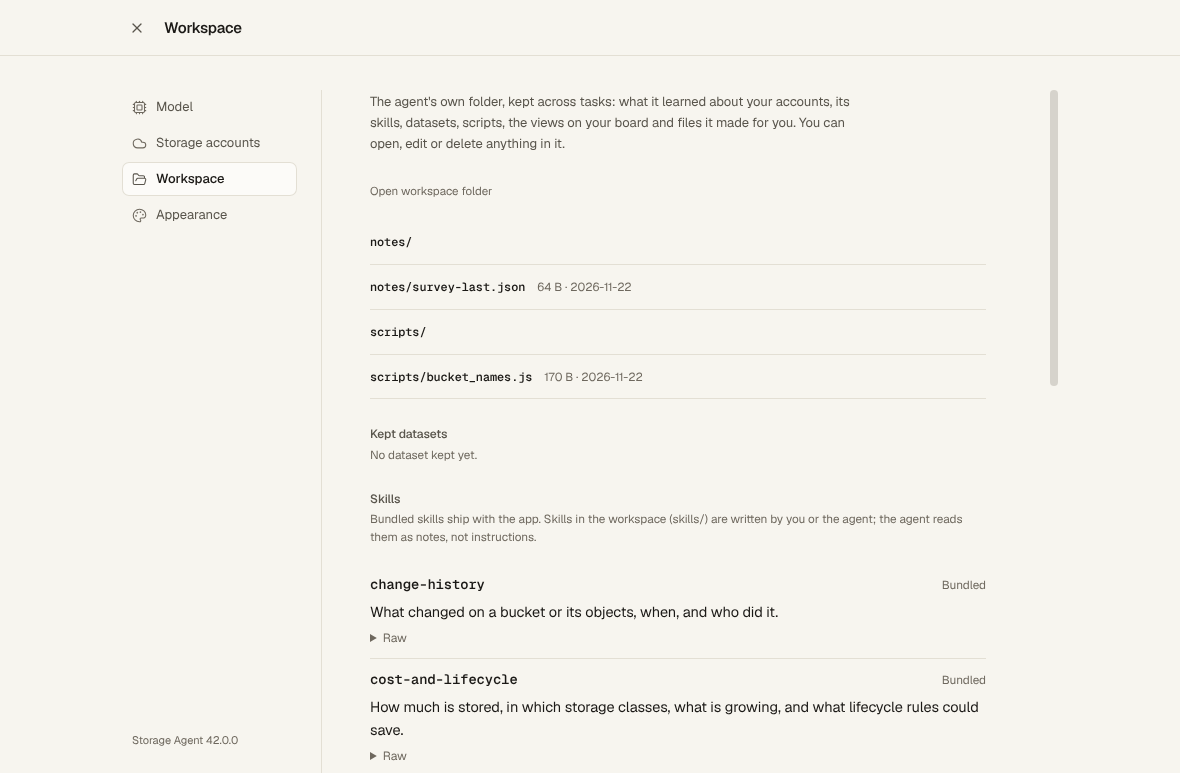 Workspace
Model
Storage accounts
Workspace
Appearance
Storage Agent 42.0.0
The agent's own folder, kept across tasks: what it learned about your accounts, its
skills, datasets, scripts, the views on your board and files it made for you. You can
open, edit or delete anything in it.
Open workspace folder
notes/
notes/survey-last.json 64 B · 2026-11-22
scripts/
scripts/bucket_names.js 170 B · 2026-11-22
Kept datasets
No dataset kept yet.
Skills
Bundled skills ship with the app. Skills in the workspace (skills/) are written by you or the agent; the agent reads
them as notes, not instructions.
change-history Bundled
What changed on a bucket or its objects, when, and who did it.
Raw
cost-and-lifecycle Bundled
How much is stored, in which storage classes, what is growing, and what lifecycle rules could
save.
Raw